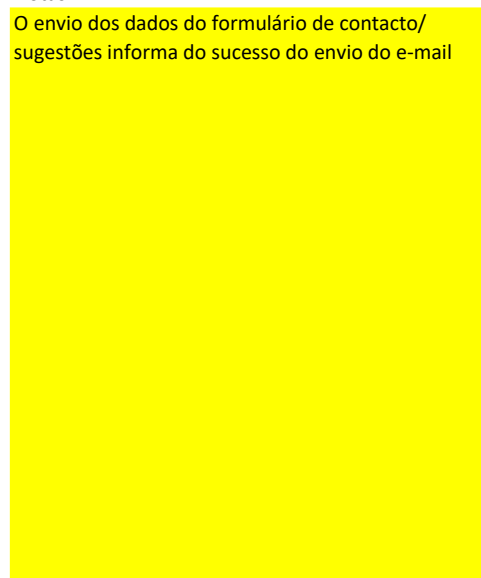 O envio dos dados do formulário de contacto/
sugestões informa do sucesso do envio do e-mail